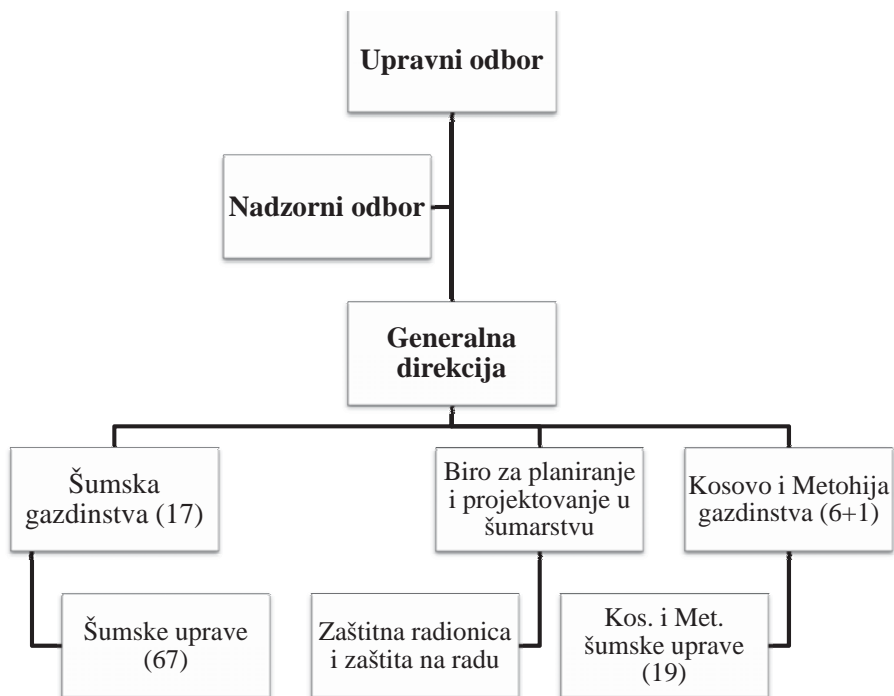 Upravni odbor
Nadzorni odbor
Generalna
direkcija
Šumska
gazdinstva (17)
Biro za planiranje
i projektovanje u
šumarstvu
Kosovo i Metohija
gazdinstva (6+1)
Šumske uprave
(67)
Zaštitna radionica
i zaštita na radu
Kos. i Met.
šumske uprave
(19)